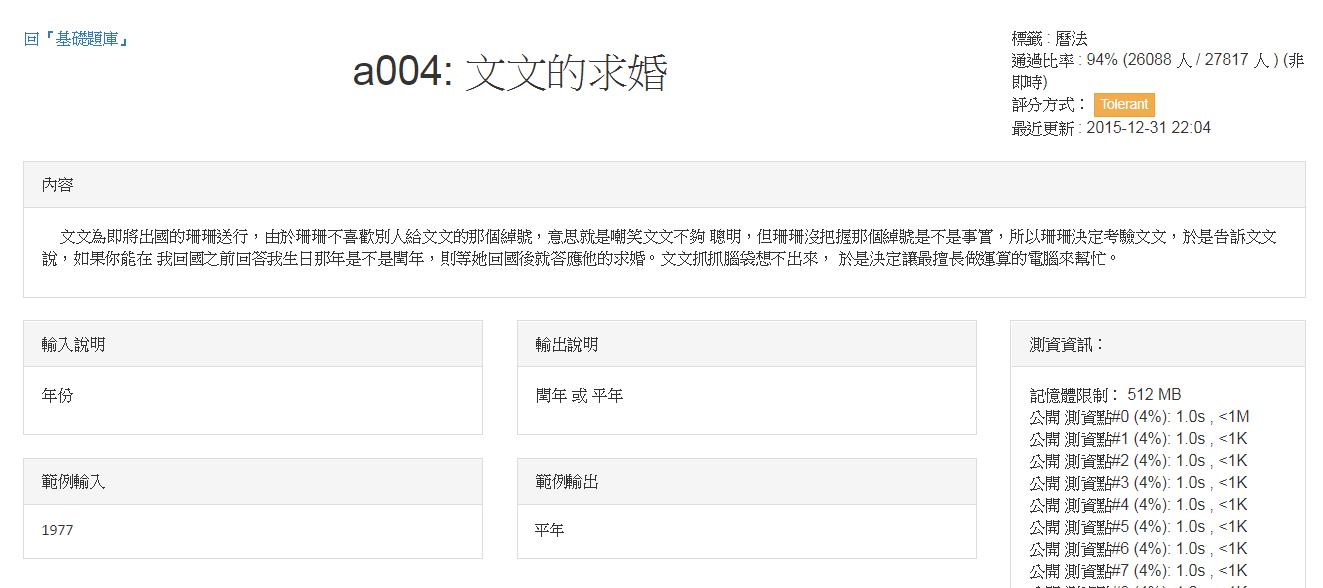 回『基礎題庫』
a004: 文文的求婚
標籤 : 曆法
通過比率 : 94% (26088 人 / 27817 人 ) (非
即時)
評分方式： Tolerant
最近更新 : 2015-12-31 22:04
內容
文文為即將出國的珊珊送行，由於珊珊不喜歡別人給文文的那個綽號，意思就是嘲笑文文不夠 聰明，但珊珊沒把握那個綽號是不是事實，所以珊珊決定考驗文文，於是告訴文文
說，如果你能在 我回國之前回答我生日那年是不是閏年，則等她回國後就答應他的求婚。文文抓抓腦袋想不出來， 於是決定讓最擅長做運算的電腦來幫忙。
輸入說明
年份
輸出說明
閏年 或 平年
範例輸入
1977
範例輸出
平年
測資資訊：
記憶體限制： 512 MB
公開 測資點#0 (4%): 1.0s , <1M
公開 測資點#1 (4%): 1.0s , <1K
公開 測資點#2 (4%): 1.0s , <1K
公開 測資點#3 (4%): 1.0s , <1K
公開 測資點#4 (4%): 1.0s , <1K
公開 測資點#5 (4%): 1.0s , <1K
公開 測資點#6 (4%): 1.0s , <1K
公開 測資點#7 (4%): 1.0s , <1K